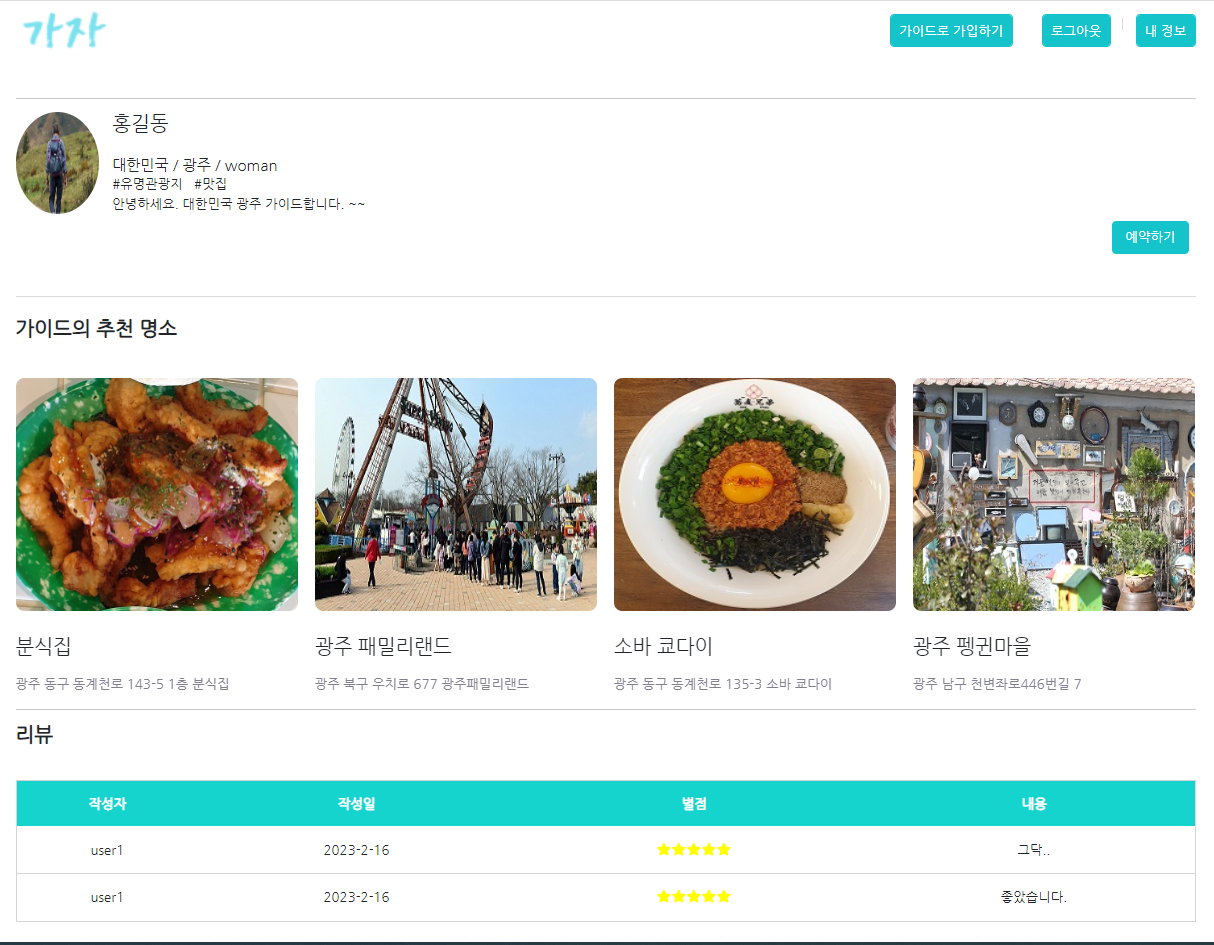 가자
가이드로 가입하기
로그아웃
내 정보
홍길동
대한민국 / 광주 / woman
#유명관광지 #맛집
안녕하세요. 대한민국 광주 가이드합니다. ~~
예약하기
가이드의 추천 명소
분식집
광주 동구 동계천로 143-5 1층 분식집
광주 패밀리랜드
광주 북구 우치로 677 광주패밀리랜드
소바 쿄다이
광주 동구 동계천로 135-3 소바 쿄다이
광주 펭귄마을
광주 남구 천변좌로446번길 7
리뷰
작성자 작성일 별점 내용
user1 2023-2-16 ★★★★★ 그닥..
user1 2023-2-16 ★★★★★ 좋았습니다.